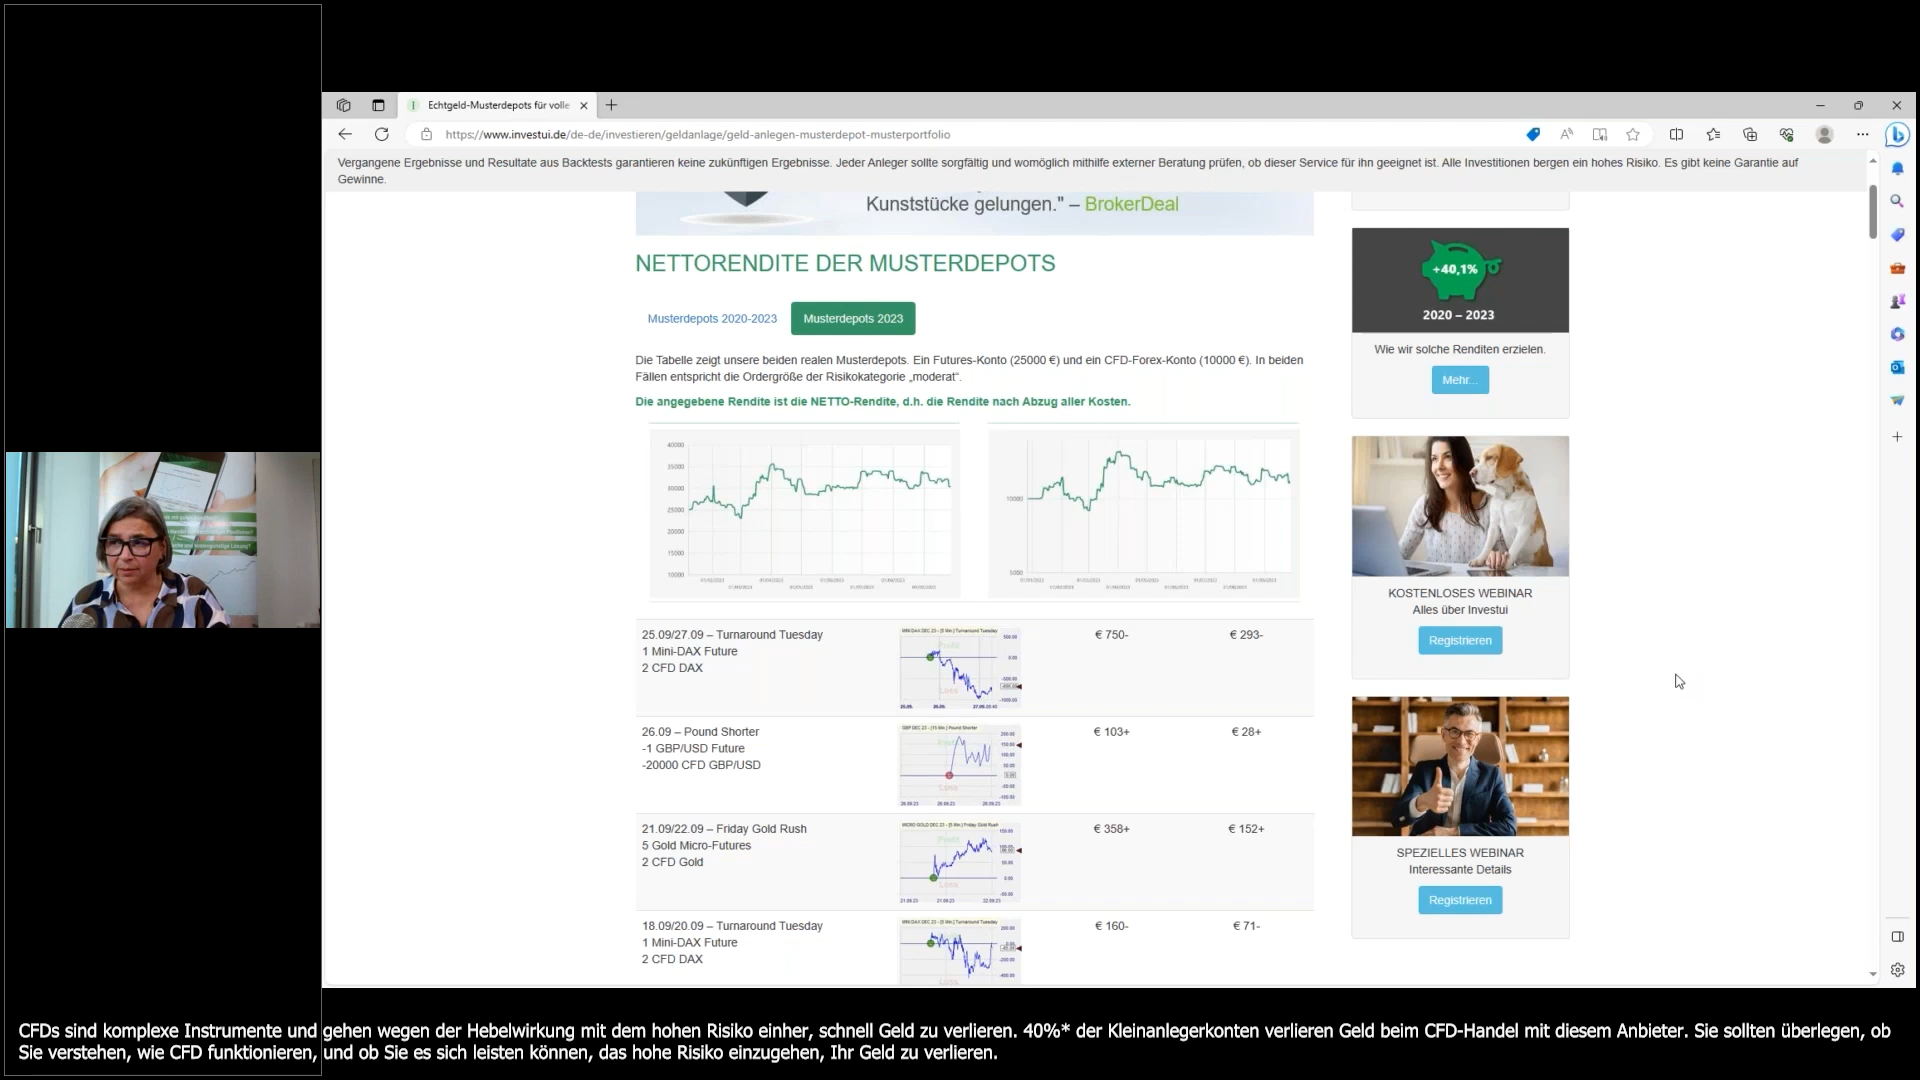 Echtgeld-Musterdepots für volle
https://www.investui.de/de-de/investieren/geldanlage/geld-anlegen-musterdepot-musterportfolio
Vergangene Ergebnisse und Resultate aus Backtests garantieren keine zukünftigen Ergebnisse. Jeder Anleger sollte sorgfältig und womöglich mithilfe externer Beratung prüfen, ob dieser Service für ihn geeignet ist. Alle Investitionen bergen ein hohes Risiko. Es gibt keine Garantie auf
Gewinne.
Kunststücke gelungen." – BrokerDeal
NETTORENDITE DER MUSTERDEPOTS
Musterdepots 2020-2023
Musterdepots 2023
Die Tabelle zeigt unsere beiden realen Musterdepots. Ein Futures-Konto (25000 €) und ein CFD-Forex-Konto (10000 €). In beiden
Fällen entspricht die Ordergröße der Risikokategorie „moderat“.
Die angegebene Rendite ist die NETTO-Rendite, d.h. die Rendite nach Abzug aller Kosten.
40000
35000
30000
25000
20000
15000
10000
10000
5000
25.09/27.09 – Turnaround Tuesday
1 Mini-DAX Future
2 CFD DAX
€ 750-
€ 293-
26.09 – Pound Shorter
-1 GBP/USD Future
-20000 CFD GBP/USD
€ 103+
€ 28+
21.09/22.09 – Friday Gold Rush
5 Gold Micro-Futures
2 CFD Gold
€ 358+
€ 152+
18.09/20.09 – Turnaround Tuesday
1 Mini-DAX Future
2 CFD DAX
€ 160-
€ 71-
+40,1%
2020 – 2023
Wie wir solche Renditen erzielen.
Mehr...
KOSTENLOSES WEBINAR
Alles über Investui
Registrieren
SPEZIELLES WEBINAR
Interessante Details
Registrieren
CFDs sind komplexe Instrumente und gehen wegen der Hebelwirkung mit dem hohen Risiko einher, schnell Geld zu verlieren. 40%* der Kleinanlegerkonten verlieren Geld beim CFD-Handel mit diesem Anbieter. Sie sollten überlegen, ob
Sie verstehen, wie CFD funktionieren, und ob Sie es sich leisten können, das hohe Risiko einzugehen, Ihr Geld zu verlieren.